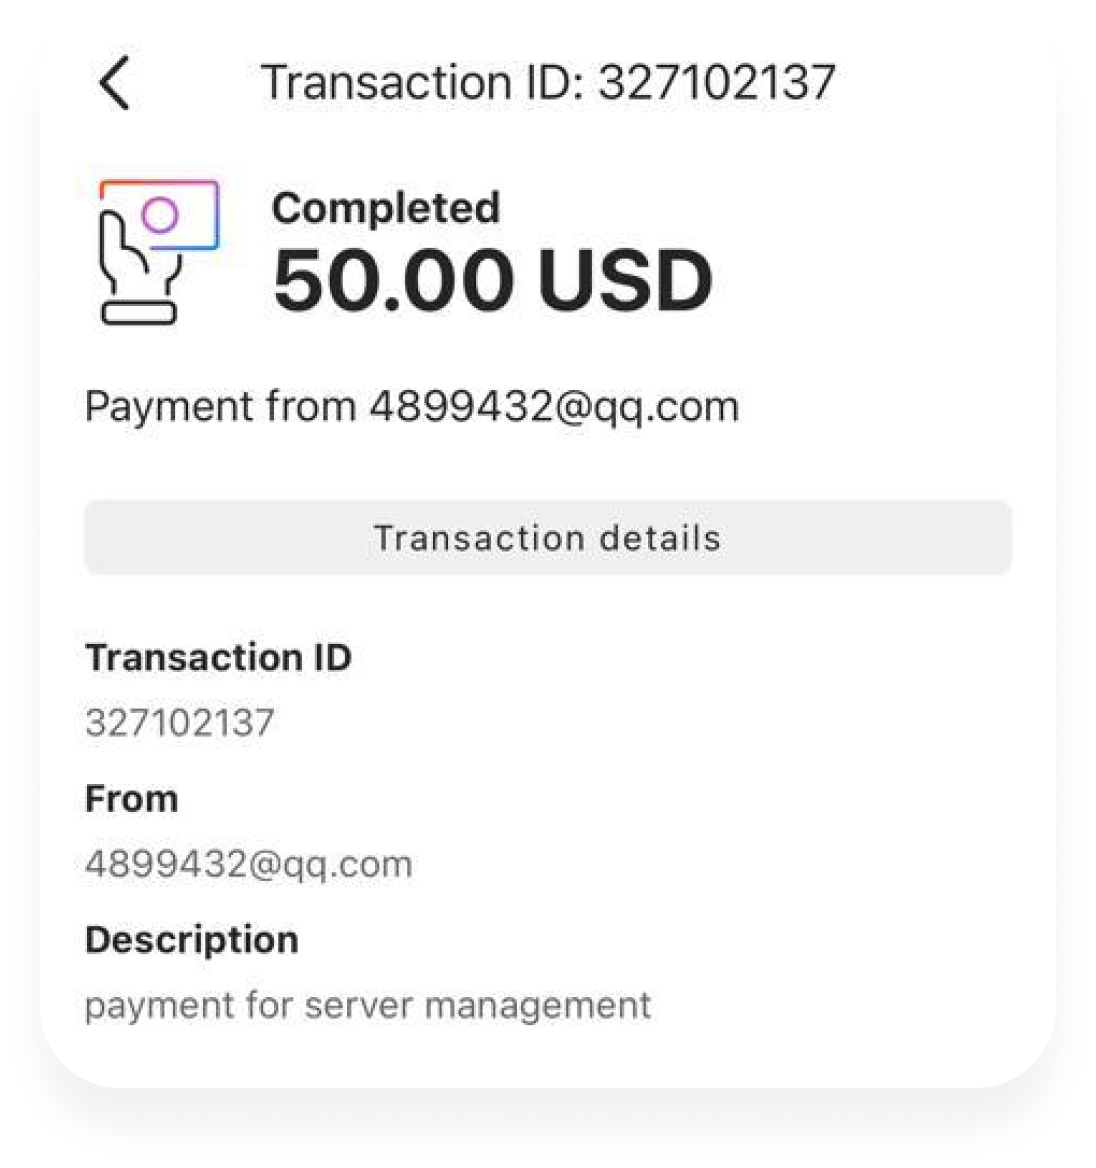 Transaction ID: 327102137
Completed
50.00 USD
Payment from 4899432@qq.com
Transaction details
Transaction ID
327102137
From
4899432@qq.com
Description
payment for server management